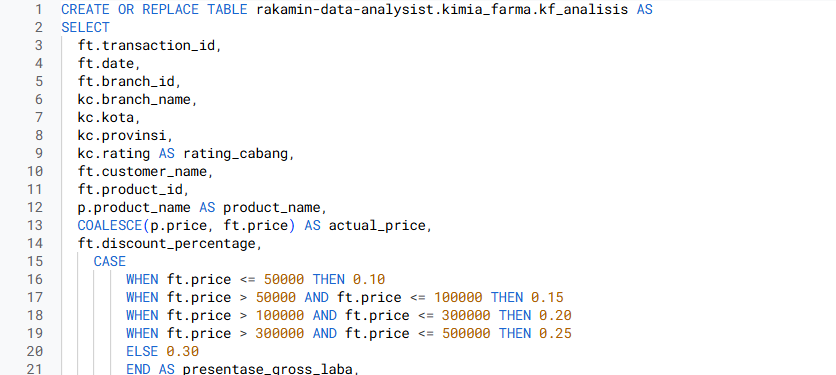 1 CREATE OR REPLACE TABLE rakamin-data-analysist.kimia_farma.kf_analisis AS
2 SELECT
3 ft.transaction_id,
4 ft.date,
5 ft.branch_id,
6 kc.branch_name,
7 kc.kota,
8 kc.provinsi,
9 kc.rating AS rating_cabang,
10 ft.customer_name,
11 ft.product_id,
12 p.product_name AS product_name,
13 COALESCE(p.price, ft.price) AS actual_price,
14 ft.discount_percentage,
15 CASE
16 WHEN ft.price <= 50000 THEN 0.10
17 WHEN ft.price > 50000 AND ft.price <= 100000 THEN 0.15
18 WHEN ft.price > 100000 AND ft.price <= 300000 THEN 0.20
19 WHEN ft.price > 300000 AND ft.price <= 500000 THEN 0.25
20 ELSE 0.30
21 END AS presentase_gross_laba,